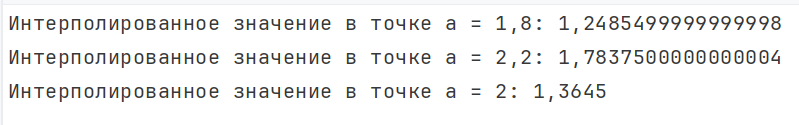 Интерполированное значение в точке a = 1,8: 1,2485499999999998
Интерполированное значение в точке a = 2,2: 1,7837500000000004
Интерполированное значение в точке a = 2: 1,3645